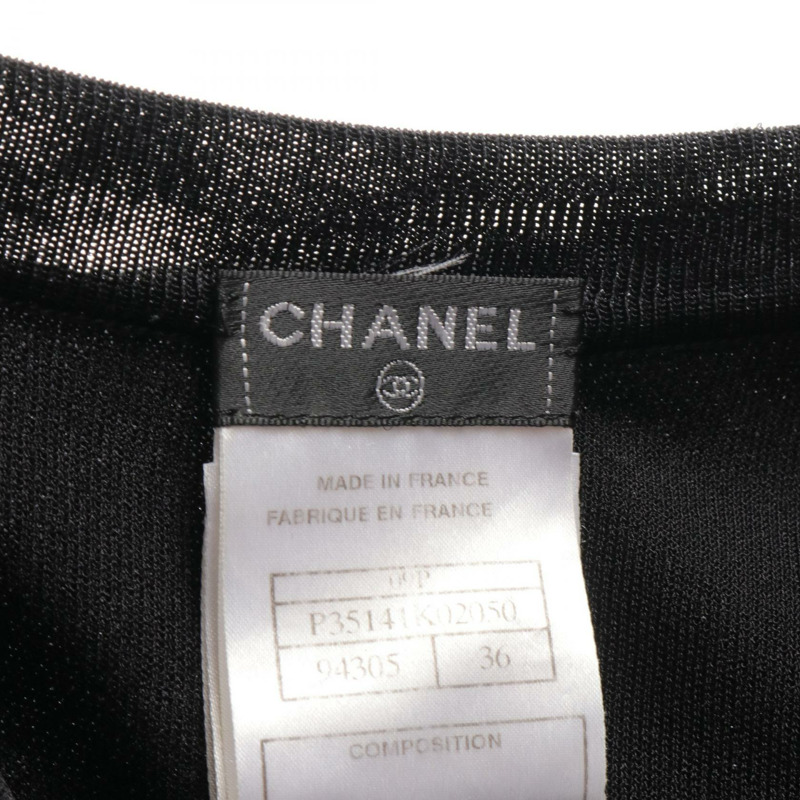 CHANEL
MADE IN FRANCE
FABRIQUE EN FRANCE
09P
P35141K02050
94305 36
COMPOSITION